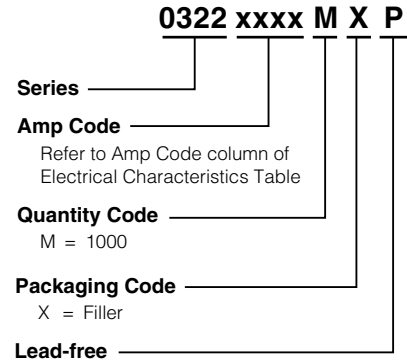 0322 xxxx M X P
Series
Amp Code
Refer to Amp Code column of
Electrical Characteristics Table
Quantity Code
M = 1000
Packaging Code
X = Filler
Lead-free